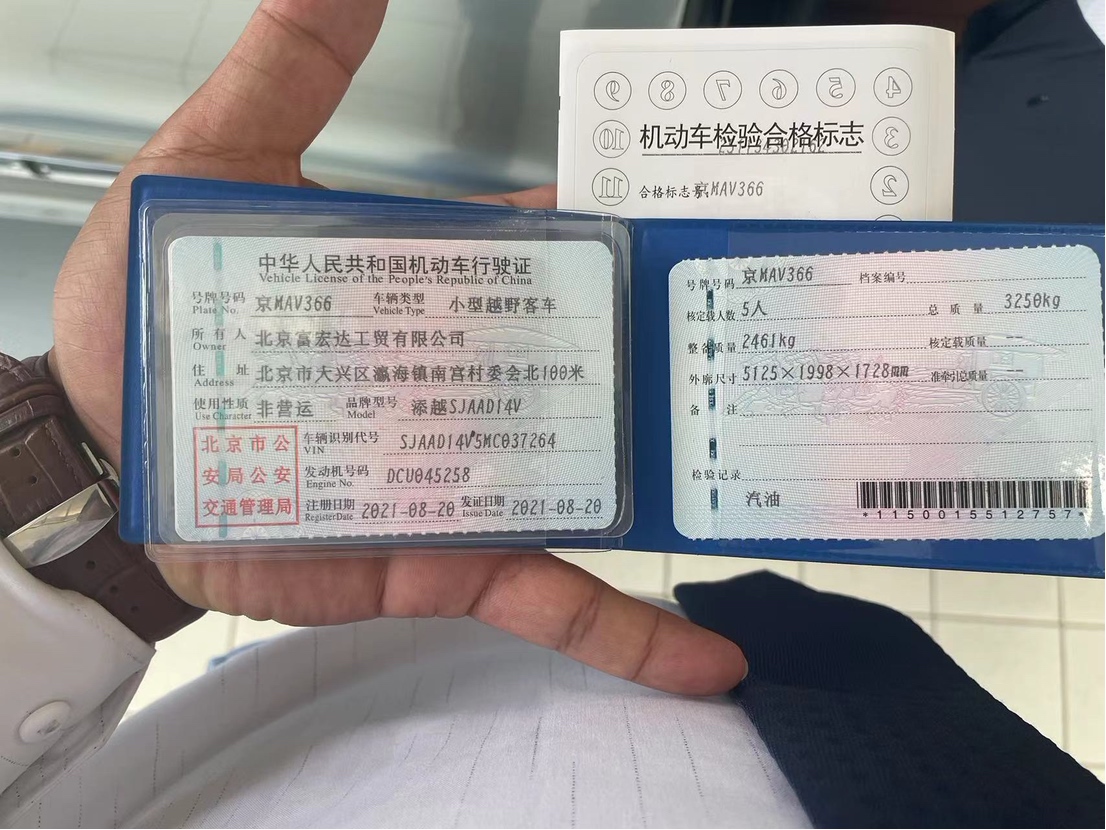 ⑨ ⑧ ⑦ ⑥ ⑤ ④
⑩ 机动车检验合格标志 ③
⑪ 合格标志号 京MAV366 ②
中华人民共和国机动车行驶证
Vehicle License of the People's Republic of China
号牌号码 京MAV366 车辆类型 小型越野客车
Plate No. Vehicle Type
所有人 北京富宏达工贸有限公司
Owner
住址 北京市大兴区瀛海镇南宫村委会北100米
Address
使用性质 非营运 品牌型号 添越SJAAD14V
Use Character Model
北京市公
安局公安
交通管理局
车辆识别代号 SJAAD14V5MC037264
VIN
发动机号码 DCU045258
Engine No.
注册日期 2021-08-20 发证日期 2021-08-20
Register Date Issue Date
号牌号码 京MAV366 档案编号
核定载人数 5人 总质量 3250kg
整备质量 2461kg 核定载质量 --
外廓尺寸 5125×1998×1728mm 准牵引总质量 --
备注
检验记录
汽油
*1150015512757*